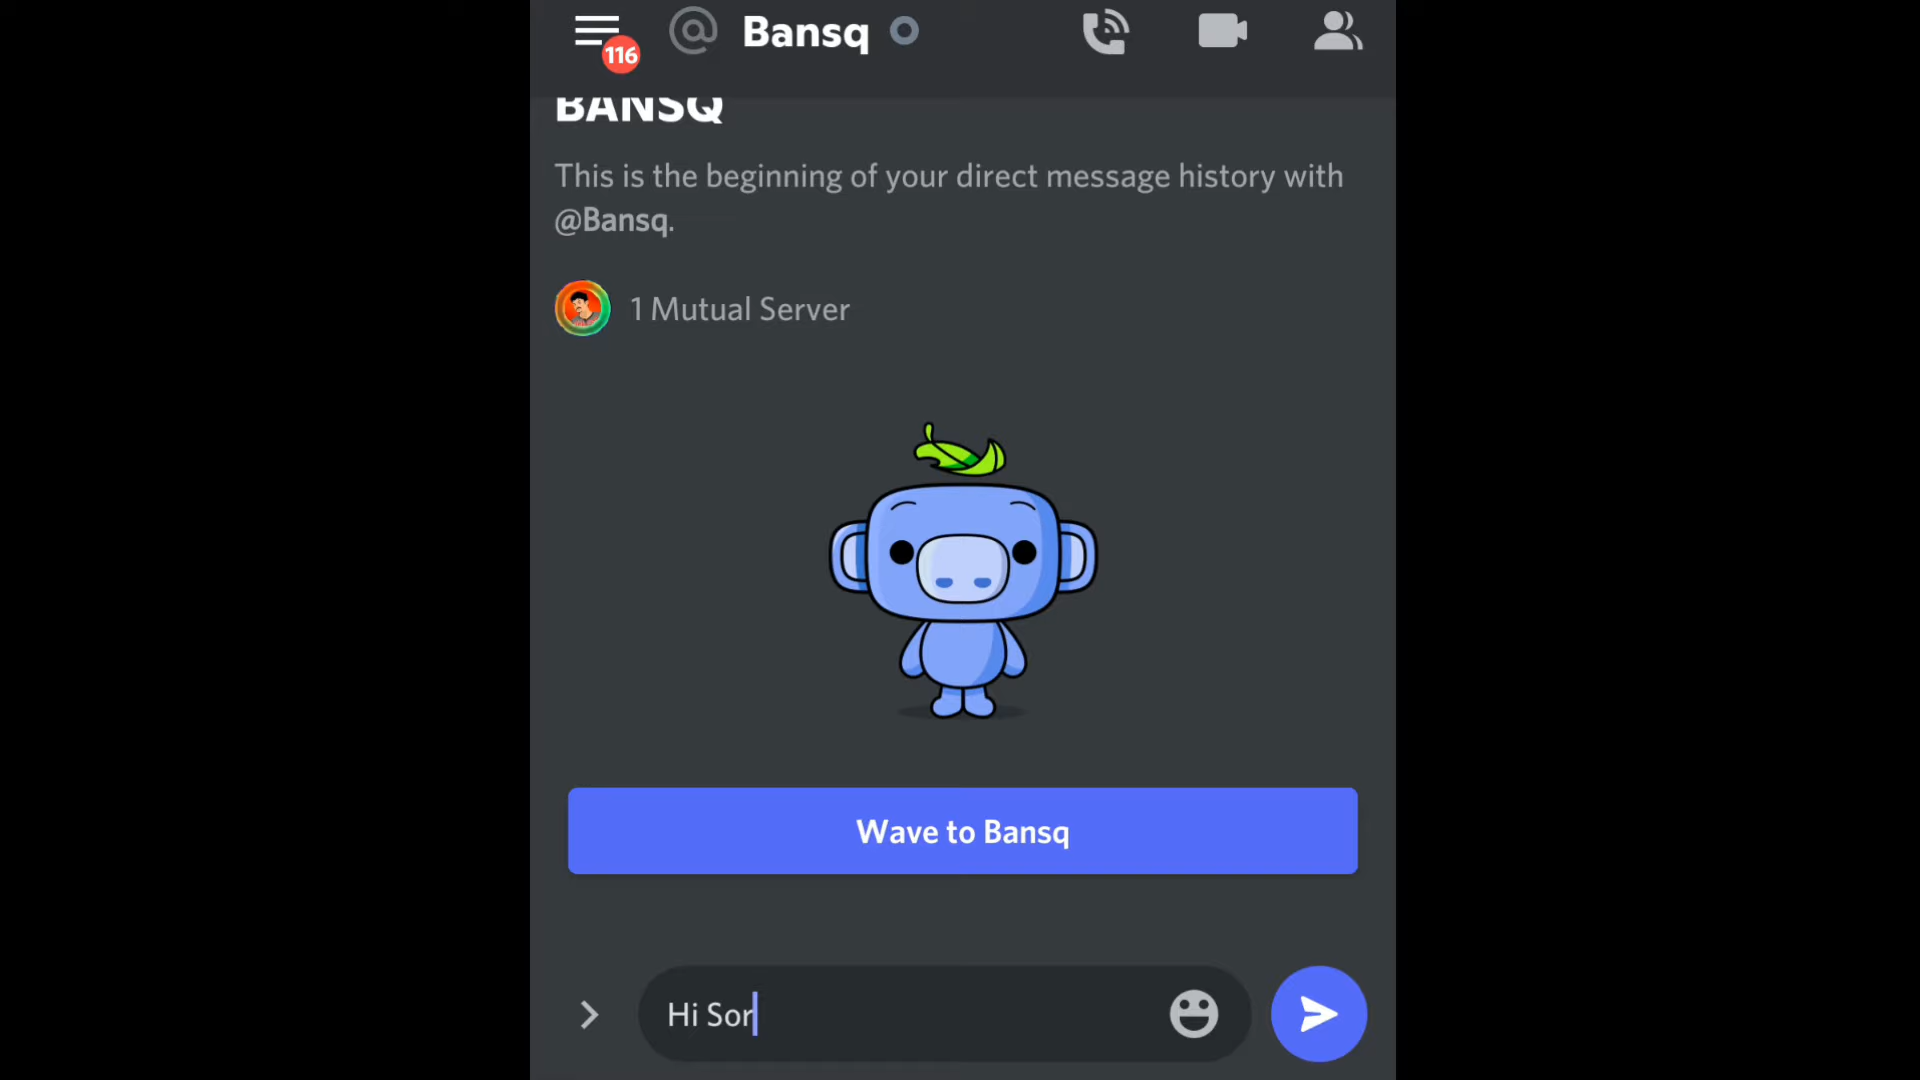 116
@ Bansq
BANSQ
This is the beginning of your direct message history with
@Bansq.
1 Mutual Server
Wave to Bansq
Hi Sor